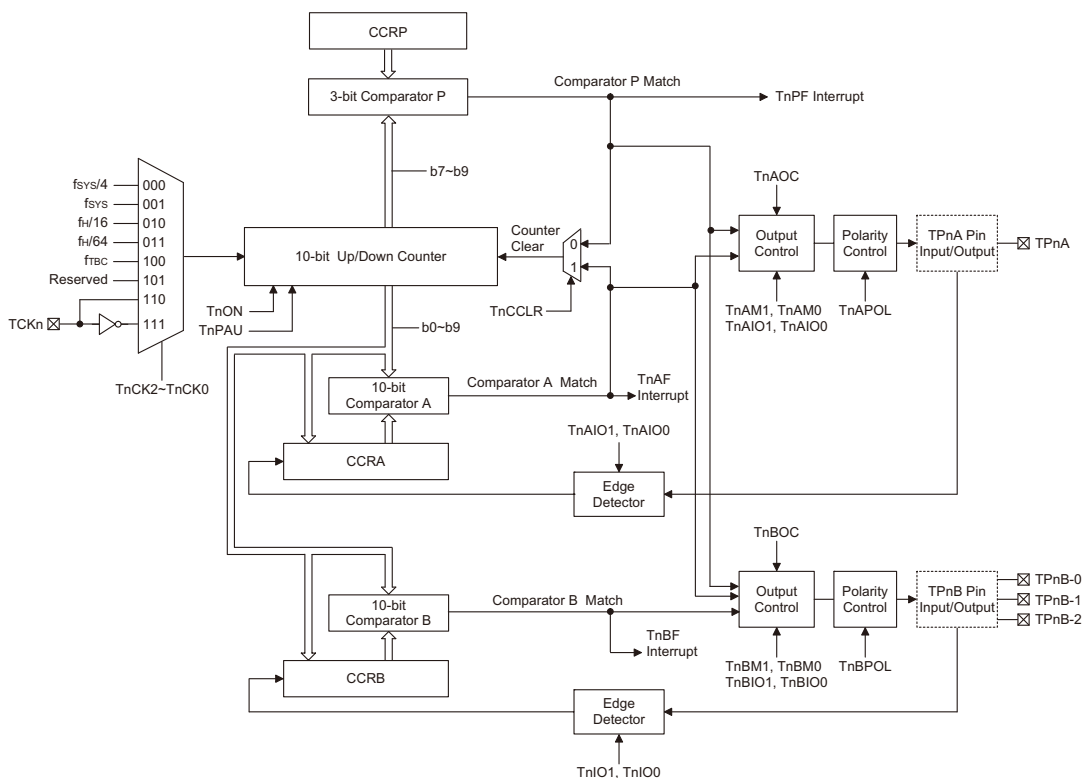 CCRP
3-bit Comparator P
Comparator P Match
TnPF Interrupt
b7~b9
fSYS/4
fSYS
fH/16
fH/64
fTBC
Reserved
000
001
010
011
100
101
110
111
TCKn
TnCK2~TnCK0
10-bit Up/Down Counter
TnON
TnPAU
b0~b9
Counter
Clear
0
1
TnCCLR
TnAOC
Output
Control
TnAM1, TnAM0
TnAIO1, TnAIO0
Polarity
Control
TnAPOL
TPnA Pin
Input/Output
TPnA
10-bit
Comparator A
Comparator A Match
TnAF
Interrupt
CCRA
TnAIO1, TnAIO0
Edge
Detector
TnBOC
Output
Control
TnBM1, TnBM0
TnBIO1, TnBIO0
Polarity
Control
TnBPOL
TPnB Pin
Input/Output
TPnB-0
TPnB-1
TPnB-2
10-bit
Comparator B
Comparator B Match
TnBF
Interrupt
CCRB
Edge
Detector
TnIO1, TnIO0